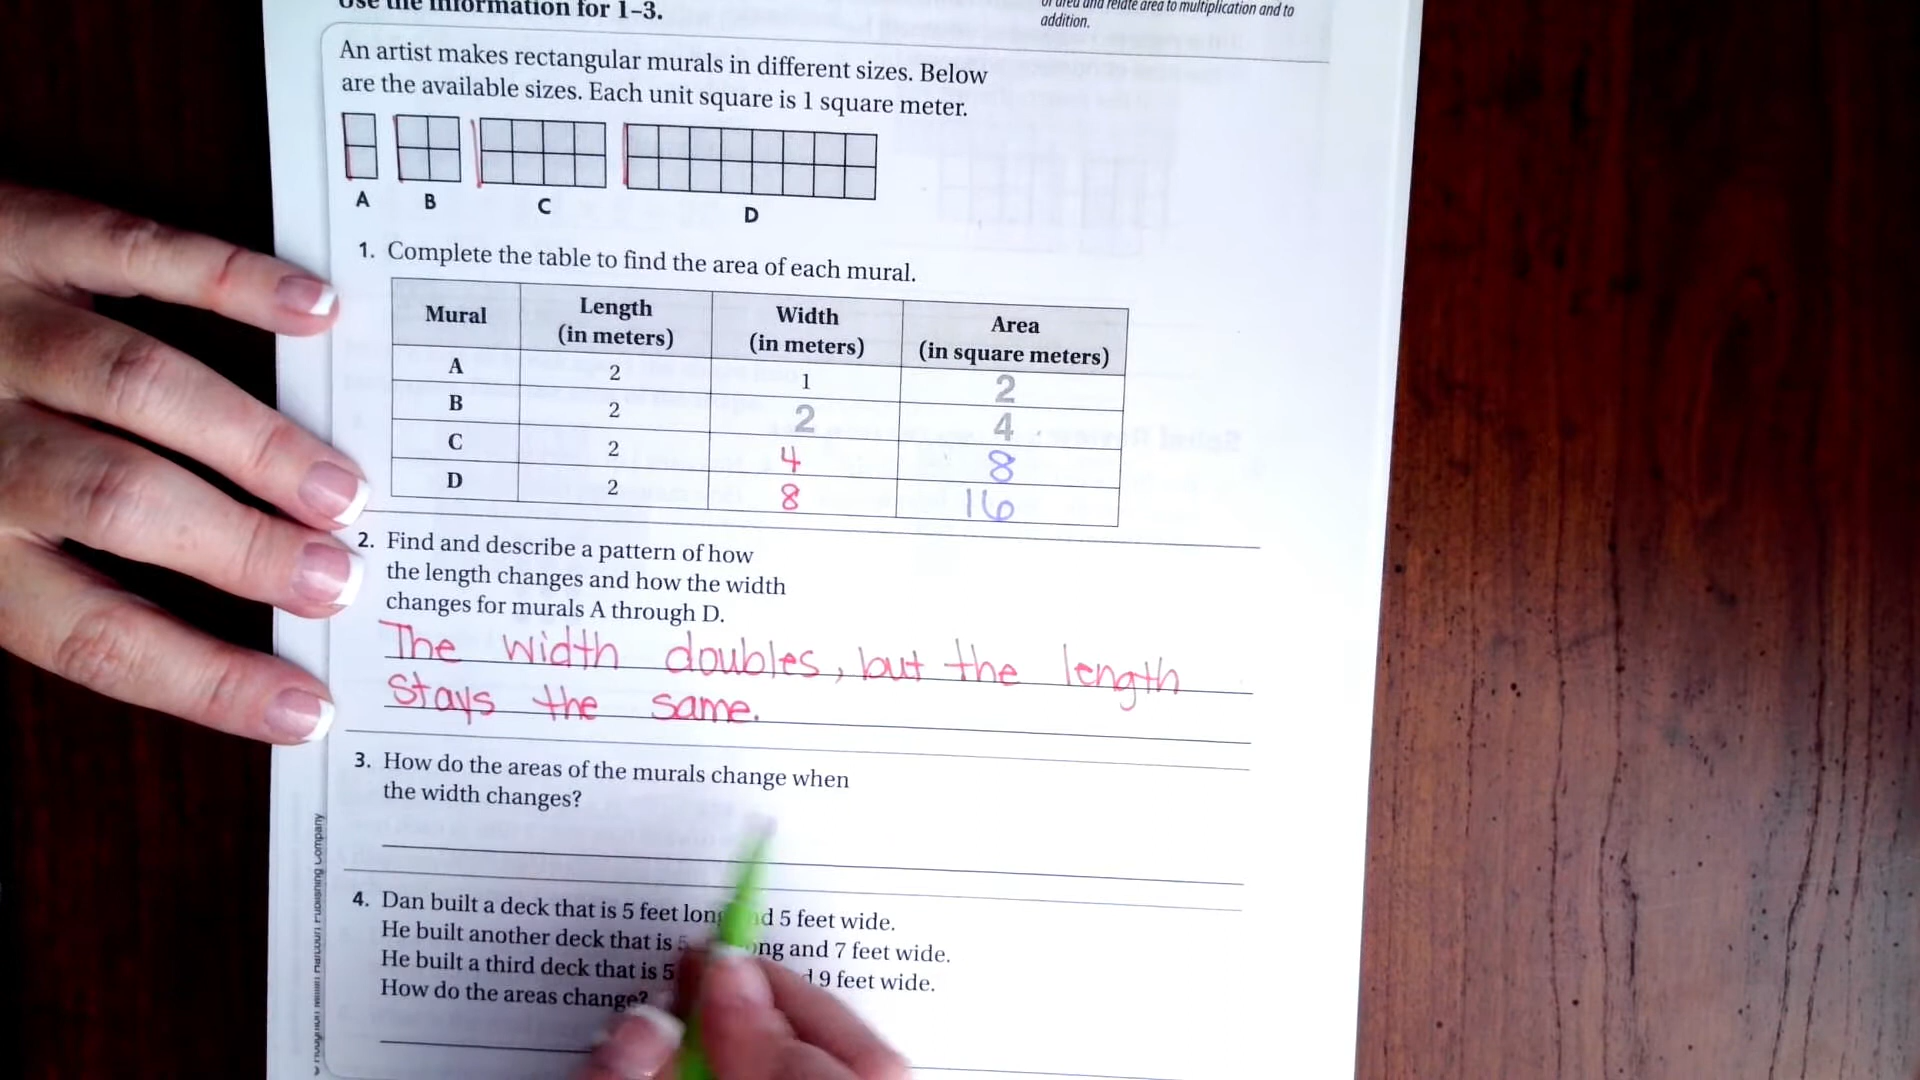 Use the information for 1–3.
of area and relate area to multiplication and to
addition.
An artist makes rectangular murals in different sizes. Below
are the available sizes. Each unit square is 1 square meter.
A B C D
1. Complete the table to find the area of each mural.
Mural Length (in meters) Width (in meters) Area (in square meters)
A 2 1 2
B 2 2 4
C 2 4 8
D 2 8 16
2. Find and describe a pattern of how
the length changes and how the width
changes for murals A through D.
The width doubles, but the length
stays the same.
3. How do the areas of the murals change when
the width changes?
4. Dan built a deck that is 5 feet long 5 feet wide.
He built another deck that is and 7 feet wide.
He built a third deck that is 5 9 feet wide.
How do the areas change?
Houghton Mifflin Harcourt Publishing Company